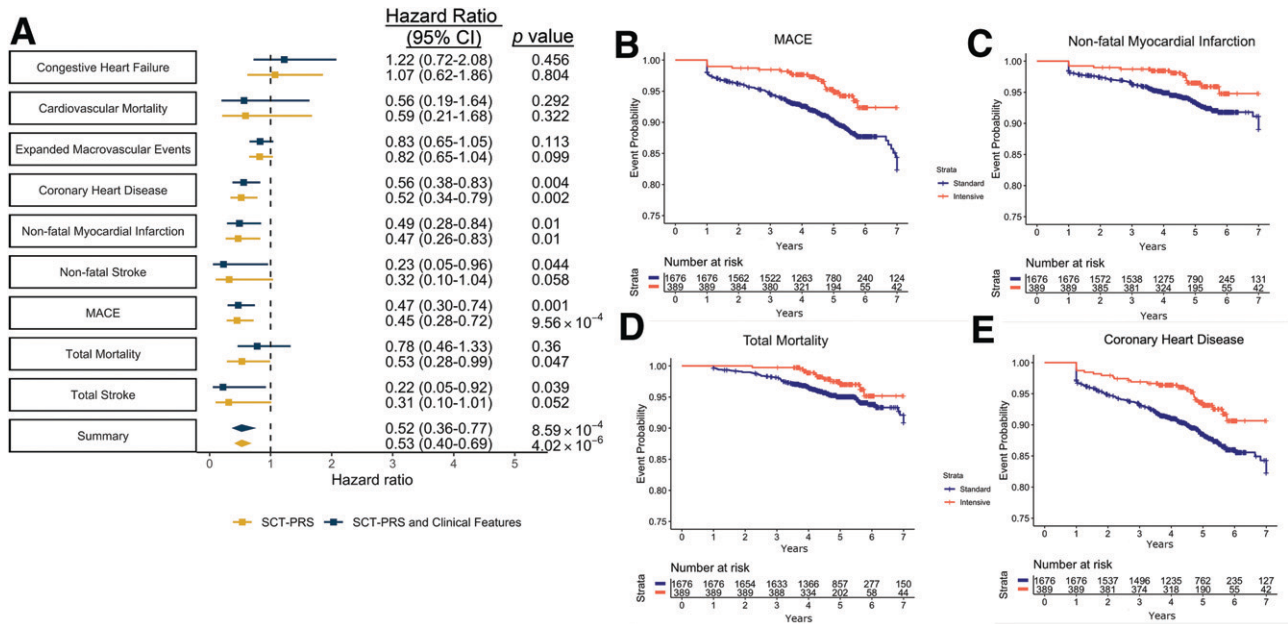 A
Hazard Ratio
(95% CI)
p value
Congestive Heart Failure
1.22 (0.72-2.08) 0.456
1.07 (0.62-1.86) 0.804
Cardiovascular Mortality
0.56 (0.19-1.64) 0.292
0.59 (0.21-1.68) 0.322
Expanded Macrovascular Events
0.83 (0.65-1.05) 0.113
0.82 (0.65-1.04) 0.099
Coronary Heart Disease
0.56 (0.38-0.83) 0.004
0.52 (0.34-0.79) 0.002
Non-fatal Myocardial Infarction
0.49 (0.28-0.84) 0.01
0.47 (0.26-0.83) 0.01
Non-fatal Stroke
0.23 (0.05-0.96) 0.044
0.32 (0.10-1.04) 0.058
MACE
0.47 (0.30-0.74) 0.001
0.45 (0.28-0.72) 9.56 × 10⁻⁴
Total Mortality
0.78 (0.46-1.33) 0.36
0.53 (0.28-0.99) 0.047
Total Stroke
0.22 (0.05-0.92) 0.039
0.31 (0.10-1.01) 0.052
Summary
0.52 (0.36-0.77) 8.59 × 10⁻⁴
0.53 (0.40-0.69) 4.02 × 10⁻⁶
0 1 2 3 4 5
Hazard ratio
SCT-PRS SCT-PRS and Clinical Features
B
MACE
Event Probability
1.00
0.95
0.90
0.85
0.80
0.75
0 1 2 3 4 5 6 7
Years
Strata
Standard
Intensive
Number at risk
Strata
1676 1676 1562 1522 1263 780 240 124
389 389 384 380 321 194 55 42
0 1 2 3 4 5 6 7
Years
C
Non-fatal Myocardial Infarction
Event Probability
1.00
0.95
0.90
0.85
0.80
0.75
0 1 2 3 4 5 6 7
Years
Number at risk
Strata
1676 1676 1572 1538 1275 790 245 131
389 389 385 381 324 195 55 42
0 1 2 3 4 5 6 7
Years
D
Total Mortality
Event Probability
1.00
0.95
0.90
0.85
0.80
0.75
0 1 2 3 4 5 6 7
Years
Strata
Standard
Intensive
Number at risk
Strata
1676 1676 1654 1633 1366 857 277 150
389 389 389 388 334 202 58 44
0 1 2 3 4 5 6 7
Years
E
Coronary Heart Disease
Event Probability
1.00
0.95
0.90
0.85
0.80
0.75
0 1 2 3 4 5 6 7
Years
Number at risk
Strata
1676 1676 1537 1496 1235 762 235 127
389 389 381 374 318 190 55 42
0 1 2 3 4 5 6 7
Years